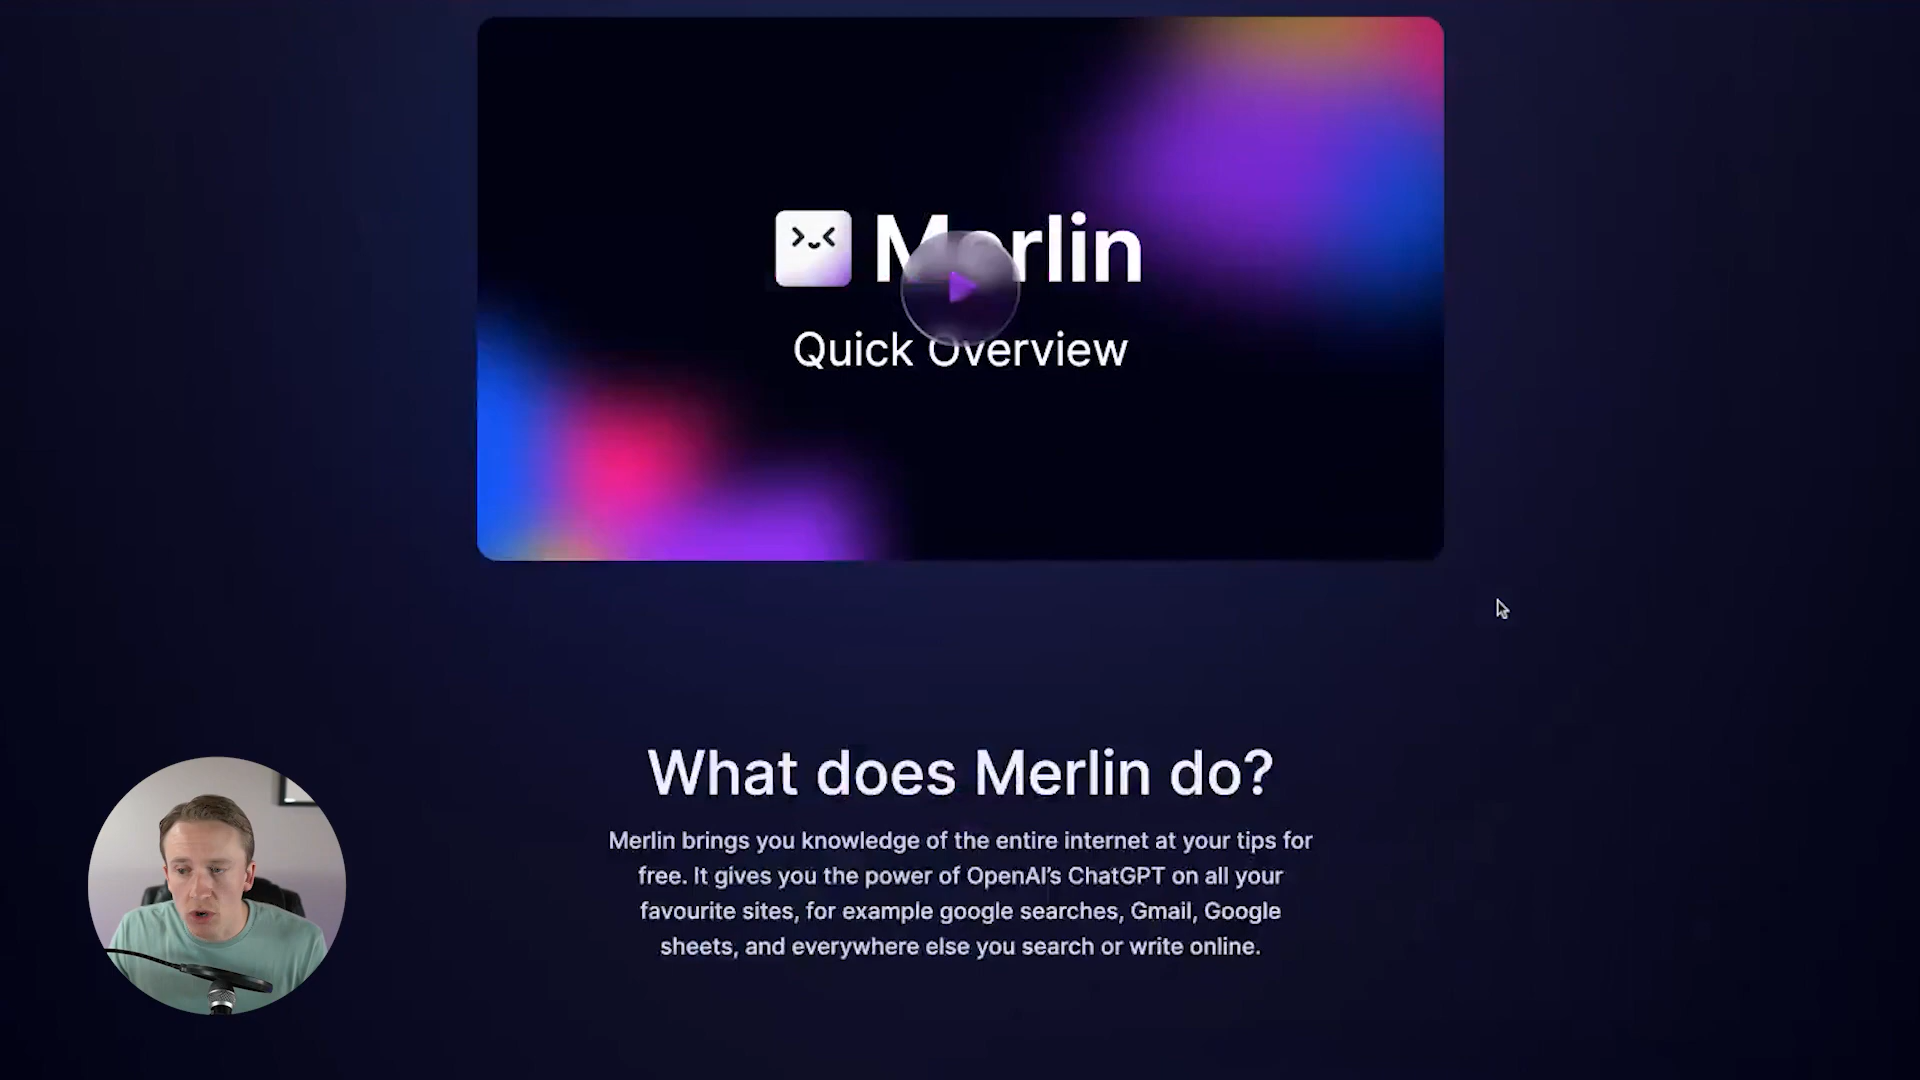 Merlin
Quick Overview
What does Merlin do?
Merlin brings you knowledge of the entire internet at your tips for
free. It gives you the power of OpenAI's ChatGPT on all your
favourite sites, for example google searches, Gmail, Google
sheets, and everywhere else you search or write online.